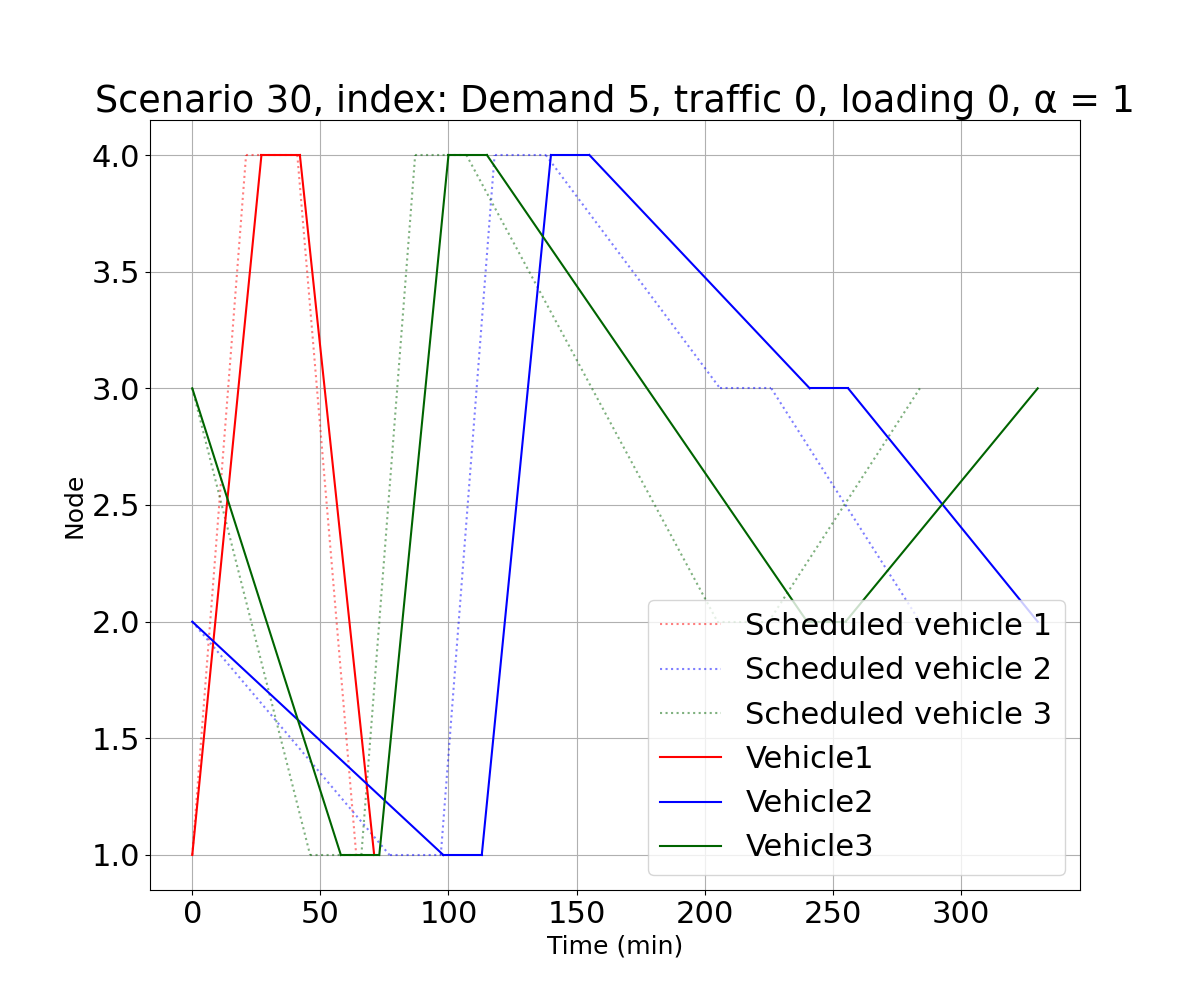 Scenario 30, index: Demand 5, traffic 0, loading 0, α = 1
4.0
3.5
3.0
2.5
2.0
1.5
1.0
Node
Scheduled vehicle 1
Scheduled vehicle 2
Scheduled vehicle 3
Vehicle1
Vehicle2
Vehicle3
0 50 100 150 200 250 300
Time (min)